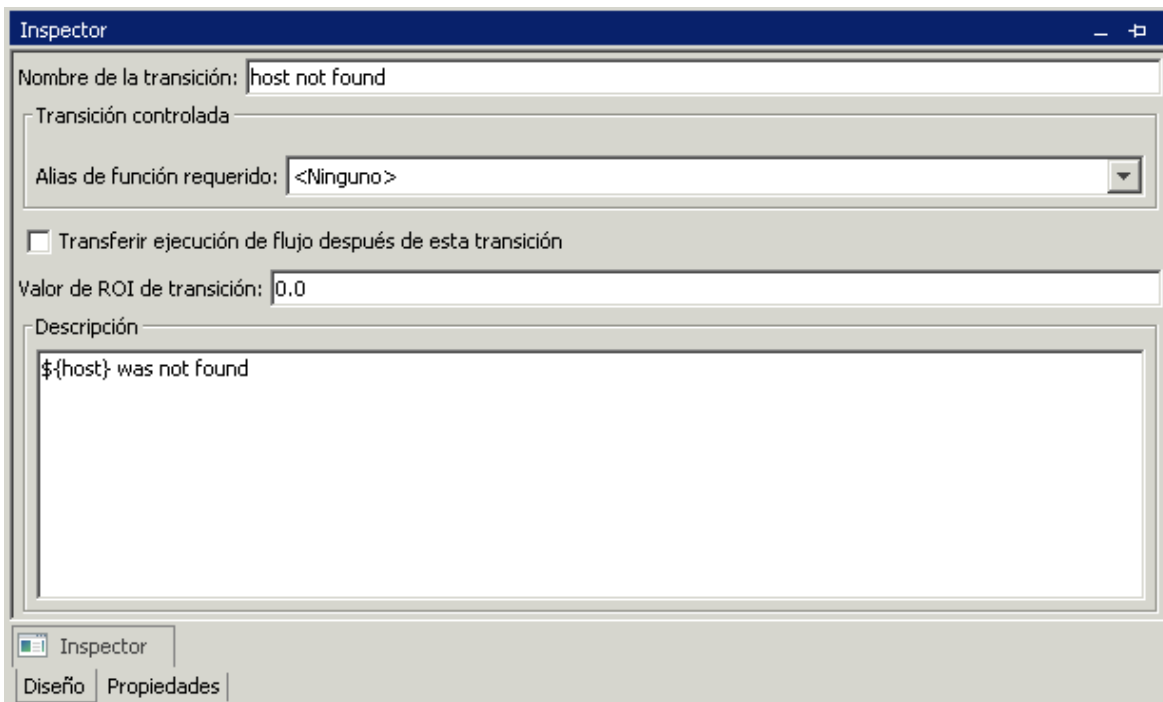 Inspector
Nombre de la transición: host not found
Transición controlada
Alias de función requerido: <Ninguno>
Transferir ejecución de flujo después de esta transición
Valor de ROI de transición: 0.0
Descripción
${host} was not found
Inspector
Diseño Propiedades